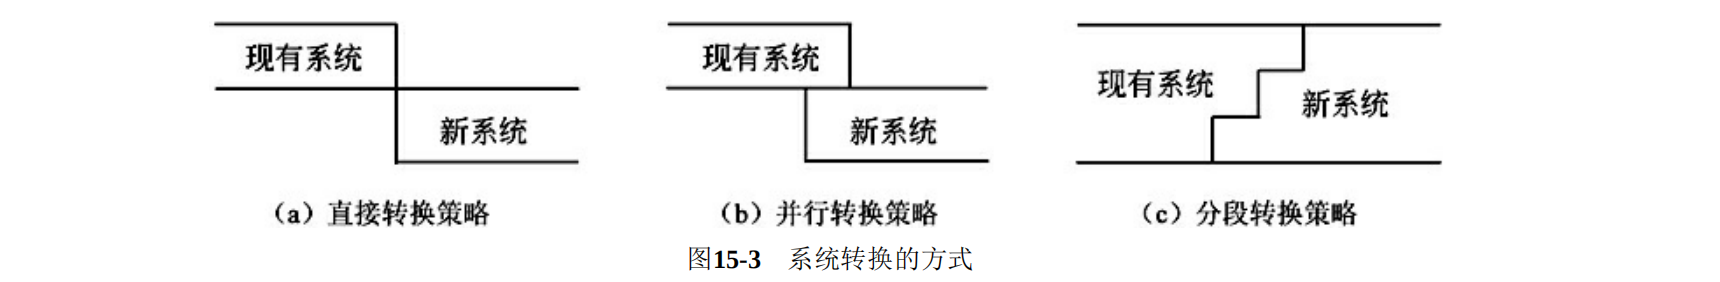 现有系统
新系统
(a)直接转换策略
现有系统
新系统
(b)并行转换策略
现有系统
新系统
(c)分段转换策略
图15-3 系统转换的方式